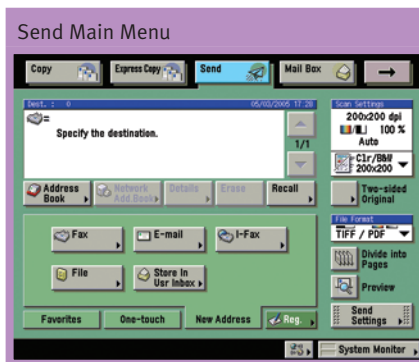 Send Main Menu
Copy
Express Copy
Send
Mail Box
Dest. : 0
05/03/2005 17:28
Specify the destination.
1/1
Address Book
Network Add.Book
Details
Erase
Recall
Fax
E-mail
I-Fax
File
Store In Usr Inbox
Favorites
One-touch
New Address
Reg.
Scan Settings
200x200 dpi
100 %
Auto
Clr/B&W
200x200
Two-sided
Original
File Format
TIFF / PDF
Divide into
Pages
Preview
Send
Settings
System Monitor